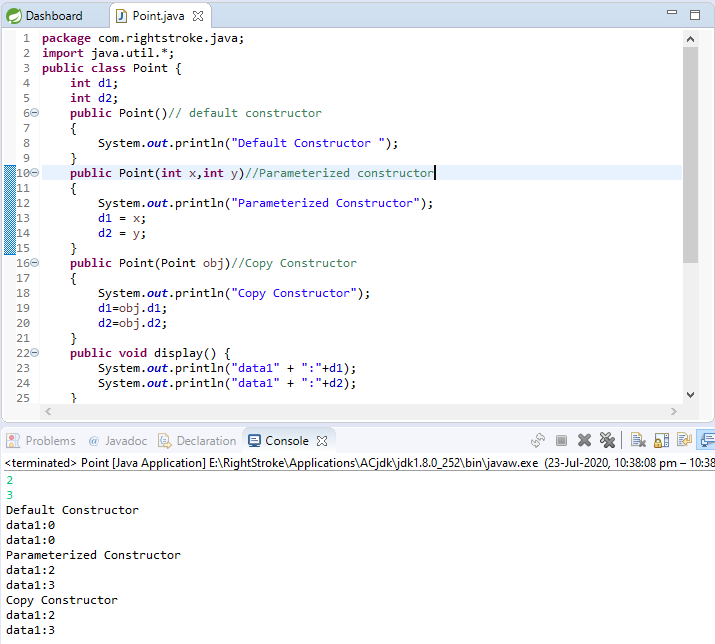 Dashboard Point.java
1 package com.rightstroke.java;
2 import java.util.*;
3 public class Point {
4 int d1;
5 int d2;
6 public Point()// default constructor
7 {
8 System.out.println("Default Constructor ");
9 }
10 public Point(int x,int y)//Parameterized constructor
11 {
12 System.out.println("Parameterized Constructor");
13 d1 = x;
14 d2 = y;
15 }
16 public Point(Point obj)//Copy Constructor
17 {
18 System.out.println("Copy Constructor");
19 d1=obj.d1;
20 d2=obj.d2;
21 }
22 public void display() {
23 System.out.println("data1" + ":"+d1);
24 System.out.println("data1" + ":"+d2);
25 }
Problems @ Javadoc Declaration Console
<terminated> Point [Java Application] E:\RightStroke\Applications\ACjdk\jdk1.8.0_252\bin\javaw.exe (23-Jul-2020, 10:38:08 pm – 10:38
2
3
Default Constructor
data1:0
data1:0
Parameterized Constructor
data1:2
data1:3
Copy Constructor
data1:2
data1:3